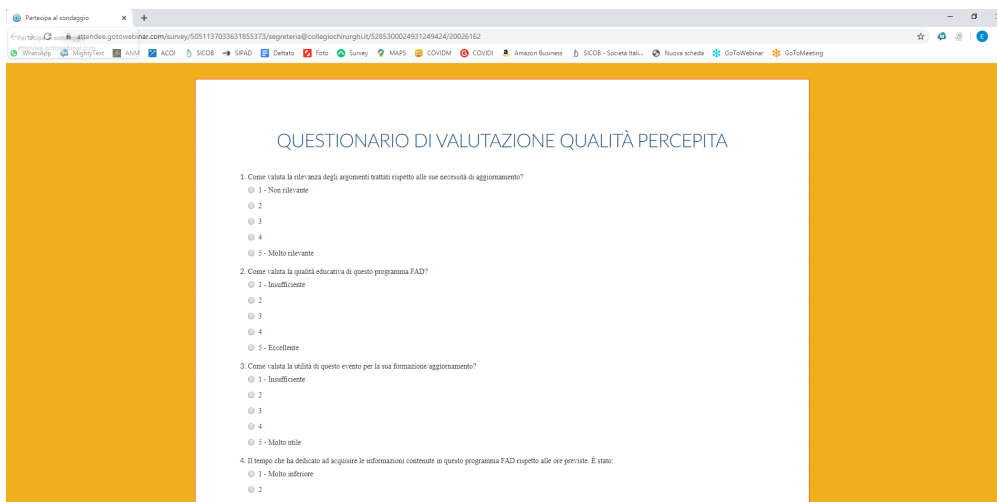 Partecipa al sondaggio
attendee.gotowebinar.com/survey/5051137033631855373/segreteria@collegiochirurghi.it/5285300024931249424/20026162
WhatsApp MightyText ANM ACOI SICOB SIPAD Dettato Foto Survey MAPS COVIDM COVIDI Amazon Business SICOB - Società Itali... Nuova scheda GoToWebinar GoToMeeting
QUESTIONARIO DI VALUTAZIONE QUALITÀ PERCEPITA
1. Come valuta la rilevanza degli argomenti trattati rispetto alle sue necessità di aggiornamento?
1 - Non rilevante
2
3
4
5 - Molto rilevante
2. Come valuta la qualità educativa di questo programma FAD?
1 - Insufficiente
2
3
4
5 - Eccellente
3. Come valuta la utilità di questo evento per la sua formazione/aggiornamento?
1 - Insufficiente
2
3
4
5 - Molto utile
4. Il tempo che ha dedicato ad acquisire le informazioni contenute in questo programma FAD rispetto alle ore previste. È stato:
1 - Molto inferiore
2